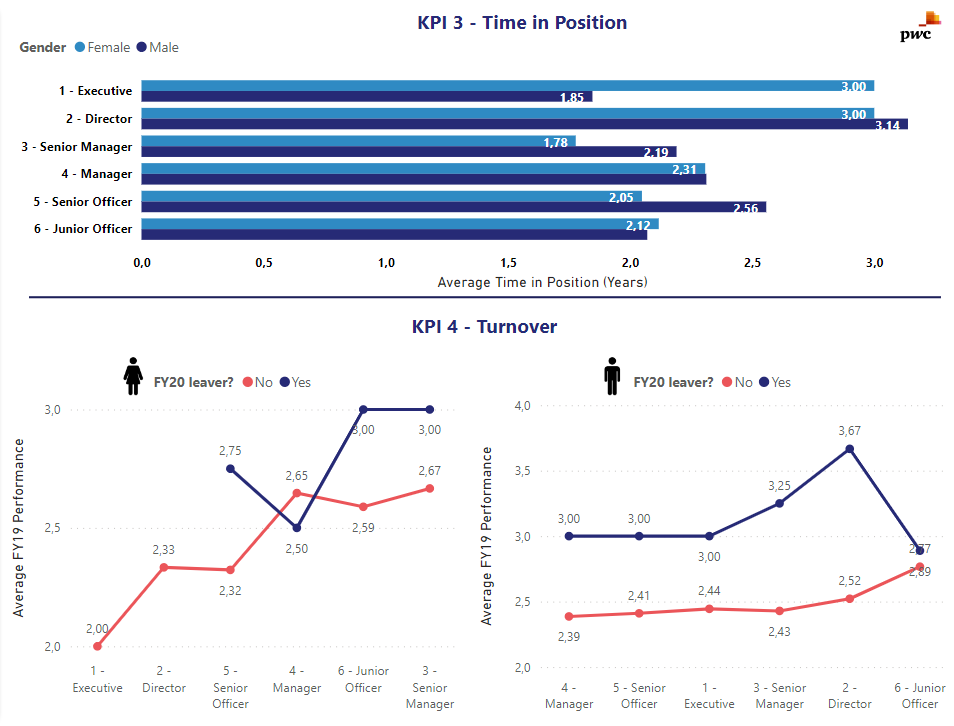 KPI 3 - Time in Position
pwc
Gender Female Male
1 - Executive 3,00
1,85
2 - Director 3,00
3,14
3 - Senior Manager 1,78
2,19
4 - Manager 2,31
5 - Senior Officer 2,05
2,56
6 - Junior Officer 2,12
0,0 0,5 1,0 1,5 2,0 2,5 3,0
Average Time in Position (Years)
KPI 4 - Turnover
FY20 leaver? No Yes
Average FY19 Performance
3,0
2,5
2,0
2,00
2,33
2,75
2,32
2,65
2,50
3,00
2,59
3,00
2,67
1 -
Executive
2 -
Director
5 -
Senior
Officer
4 -
Manager
6 - Junior
Officer
3 -
Senior
Manager
FY20 leaver? No Yes
Average FY19 Performance
4,0
3,5
3,0
2,5
2,0
3,00
2,39
3,00
2,41
3,00
2,44
3,25
2,43
3,67
2,52
2,77
2,89
4 -
Manager
5 - Senior
Officer
1 -
Executive
3 - Senior
Manager
2 -
Director
6 - Junior
Officer